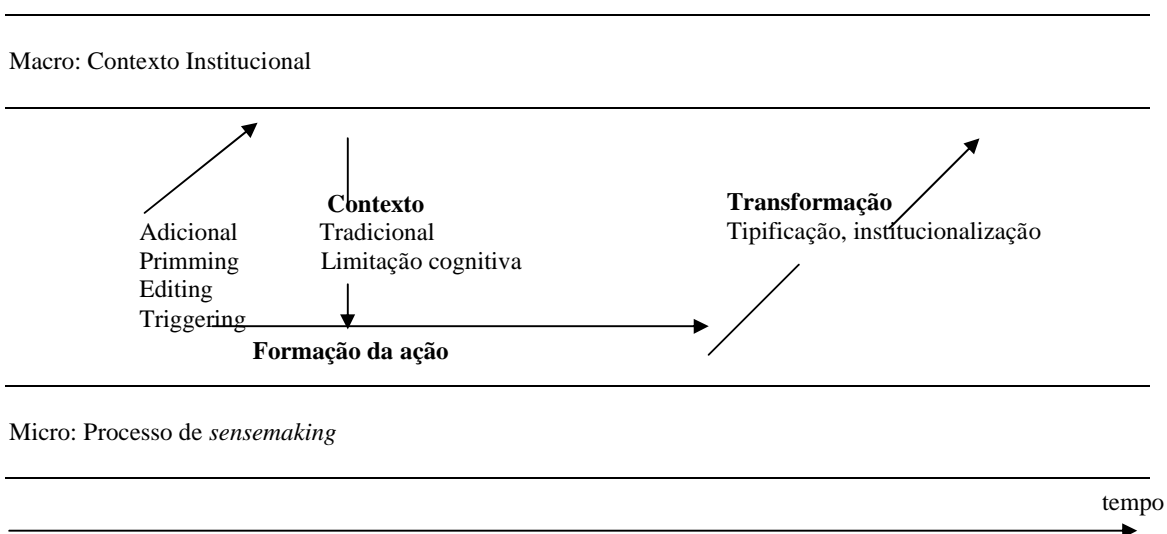 Macro: Contexto Institucional
Contexto
Adicional
Primming
Editing
Triggering
Tradicional
Limitação cognitiva
Transformação
Tipificação, institucionalização
Formação da ação
Micro: Processo de sensemaking
tempo